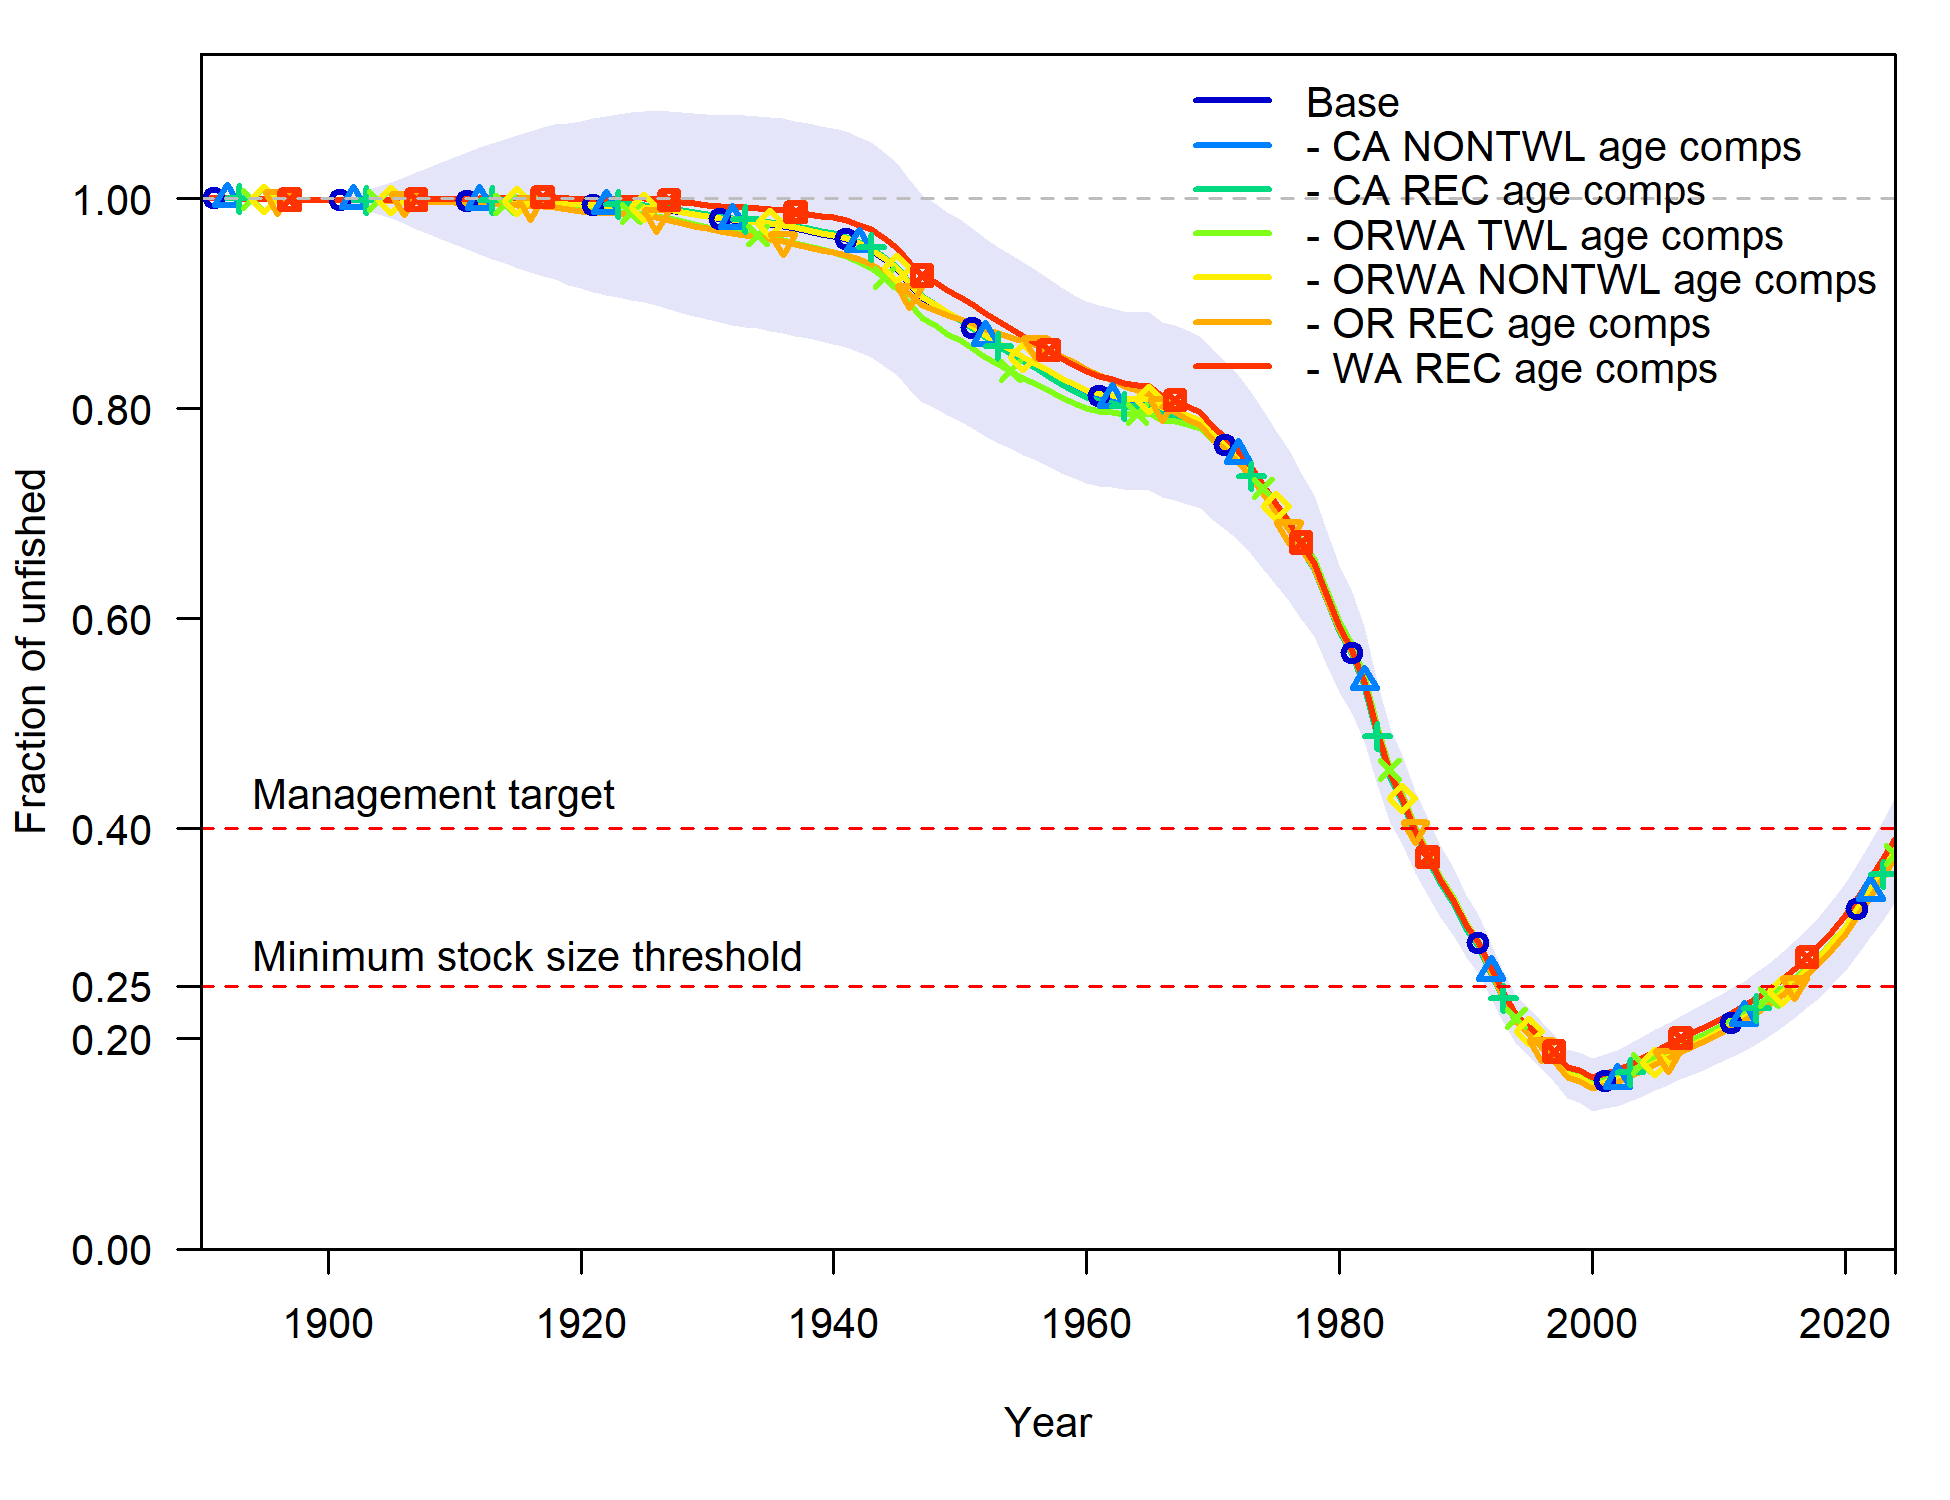 Base
- CA NONTWL age comps
- CA REC age comps
- ORWA TWL age comps
- ORWA NONTWL age comps
- OR REC age comps
- WA REC age comps
1.00
0.80
0.60
0.40
0.25
0.20
0.00
Fraction of unfished
Management target
Minimum stock size threshold
1900 1920 1940 1960 1980 2000 2020
Year